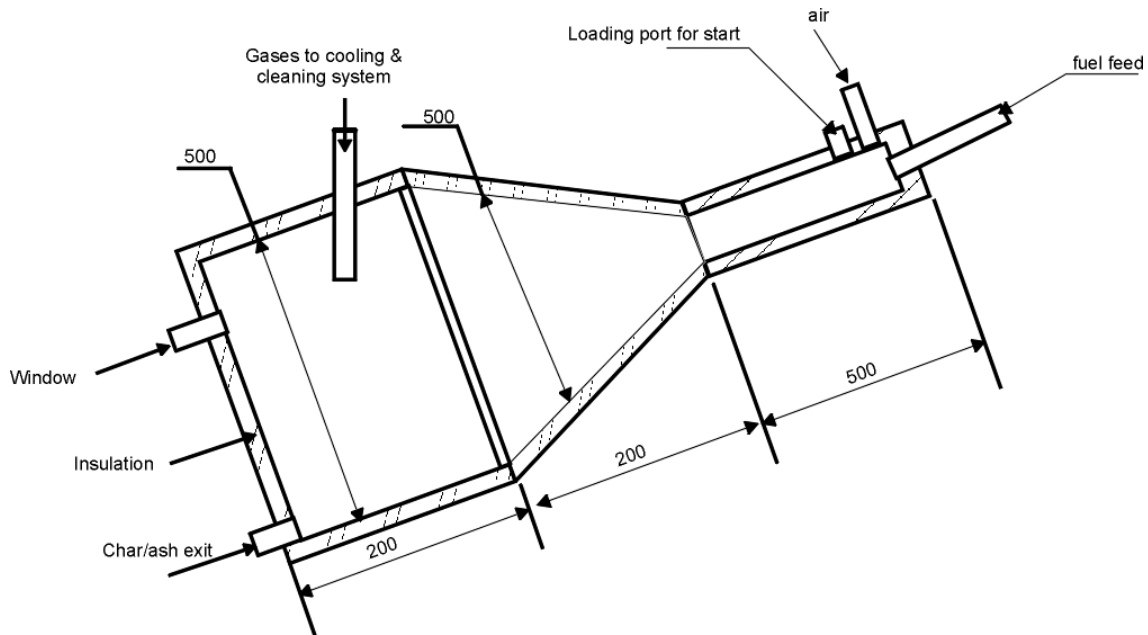 air
Loading port for start
fuel feed
Gases to cooling &
cleaning system
500
500
Window
500
200
Insulation
Char/ash exit
200